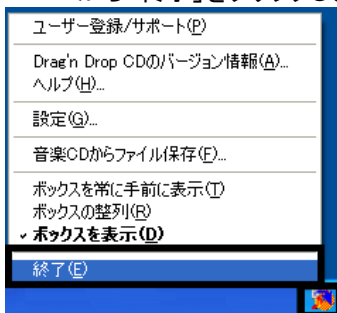 ユーザー登録/サポート(P)
Drag'n Drop CDのバージョン情報(A)...
ヘルプ(H)...
設定(G)...
音楽CDからファイル保存(F)...
ボックスを常に手前に表示(T)
ボックスの整列(R)
ボックスを表示(D)
終了(E)